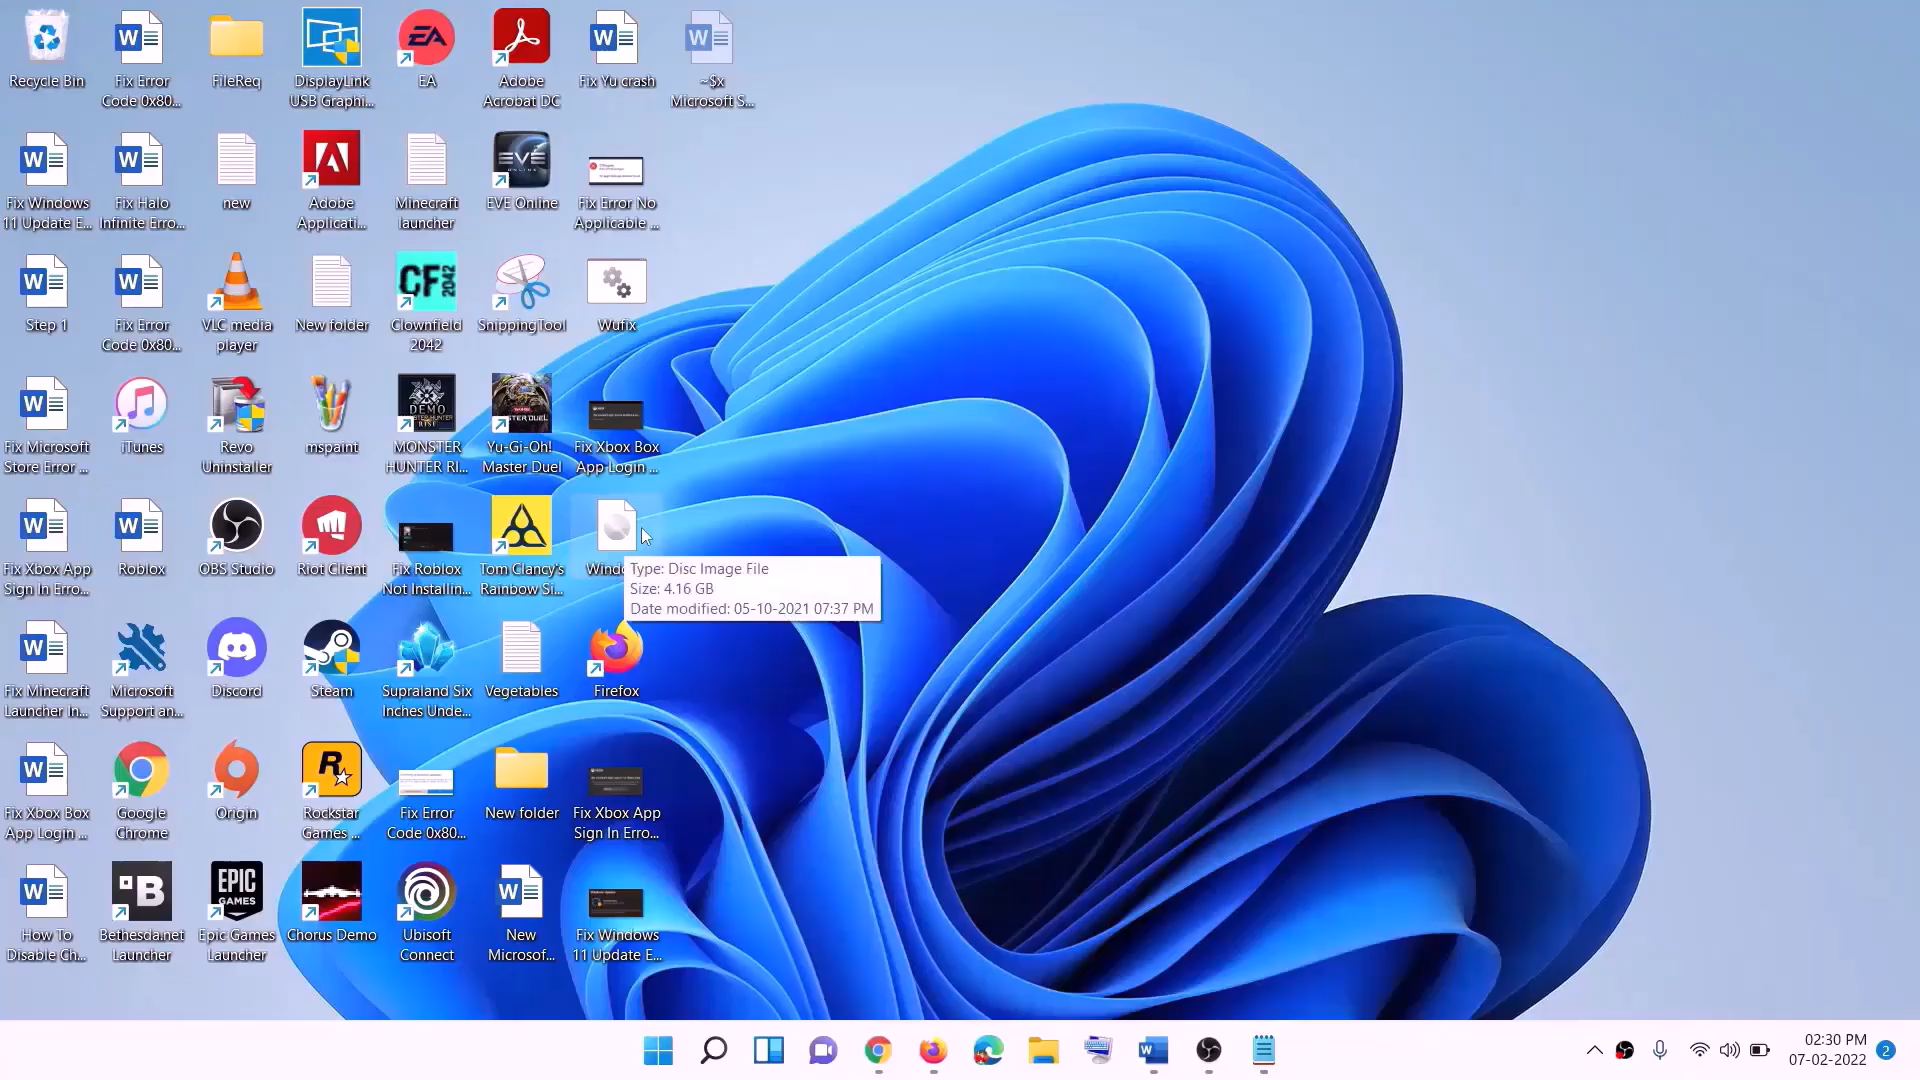 Recycle Bin
Fix Error
Code 0x80...
FileReq
DisplayLink
USB Graphi...
EA
Adobe
Acrobat DC
Fix Yu crash
~$x
Microsoft S...
Fix Windows
11 Update E...
Fix Halo
Infinite Erro...
new
Adobe
Applicati...
Minecraft
launcher
EVE Online
Fix Error No
Applicable ...
Step 1
Fix Error
Code 0x80...
VLC media
player
New folder
CF 2042
Clownfield
2042
SnippingTool
Wufix
Fix Microsoft
Store Error ...
iTunes
Revo
Uninstaller
mspaint
DEMO
MONSTER
HUNTER RI...
Yu-Gi-Oh!
Master Duel
Fix Xbox Box
App Login ...
Fix Xbox App
Sign In Erro...
Roblox
OBS Studio
Riot Client
Fix Roblox
Not Installin...
Tom Clancy's
Rainbow Si...
Type: Disc Image File
Size: 4.16 GB
Date modified: 05-10-2021 07:37 PM
Fix Minecraft
Launcher In...
Microsoft
Support an...
Discord
Steam
Supraland Six
Inches Unde...
Vegetables
Firefox
Fix Xbox Box
App Login ...
Google
Chrome
Origin
Rockstar
Games ...
Fix Error
Code 0x80...
New folder
Fix Xbox App
Sign In Erro...
How To
Disable Ch...
Bethesda.net
Launcher
EPIC
GAMES
Epic Games
Launcher
Chorus Demo
Ubisoft
Connect
New
Microsof...
Fix Windows
11 Update E...
02:30 PM
07-02-2022
2